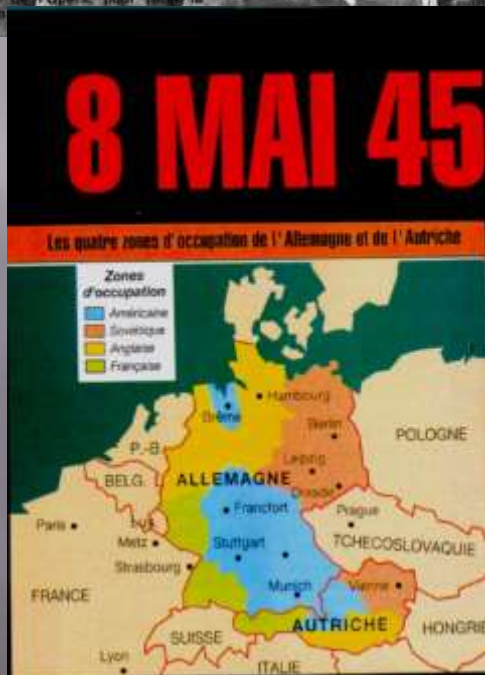 8 MAI 45
Les quatre zones d'occupation de l'Allemagne et de l'Autriche
Zones
d'occupation
Américaine
Soviétique
Anglaise
Française
Hambourg
Brême
Berlin
POLOGNE
P.-B.
Leipzig
BELG.
ALLEMAGNE
Dresde
Francfort
Prague
Paris
Metz
TCHECOSLOVAQUIE
Stuttgart
Strasbourg
Munich
Vienne
FRANCE
AUTRICHE
HONGRIE
SUISSE
Lyon
ITALIE